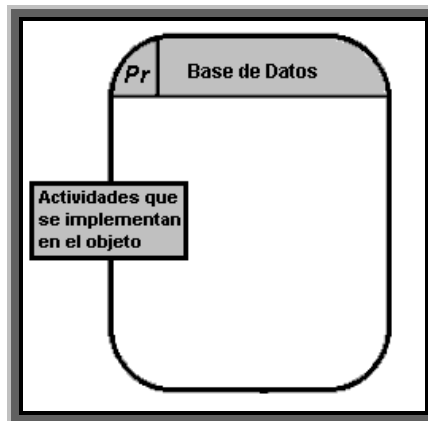 Pr Base de Datos
Actividades que
se implementan
en el objeto